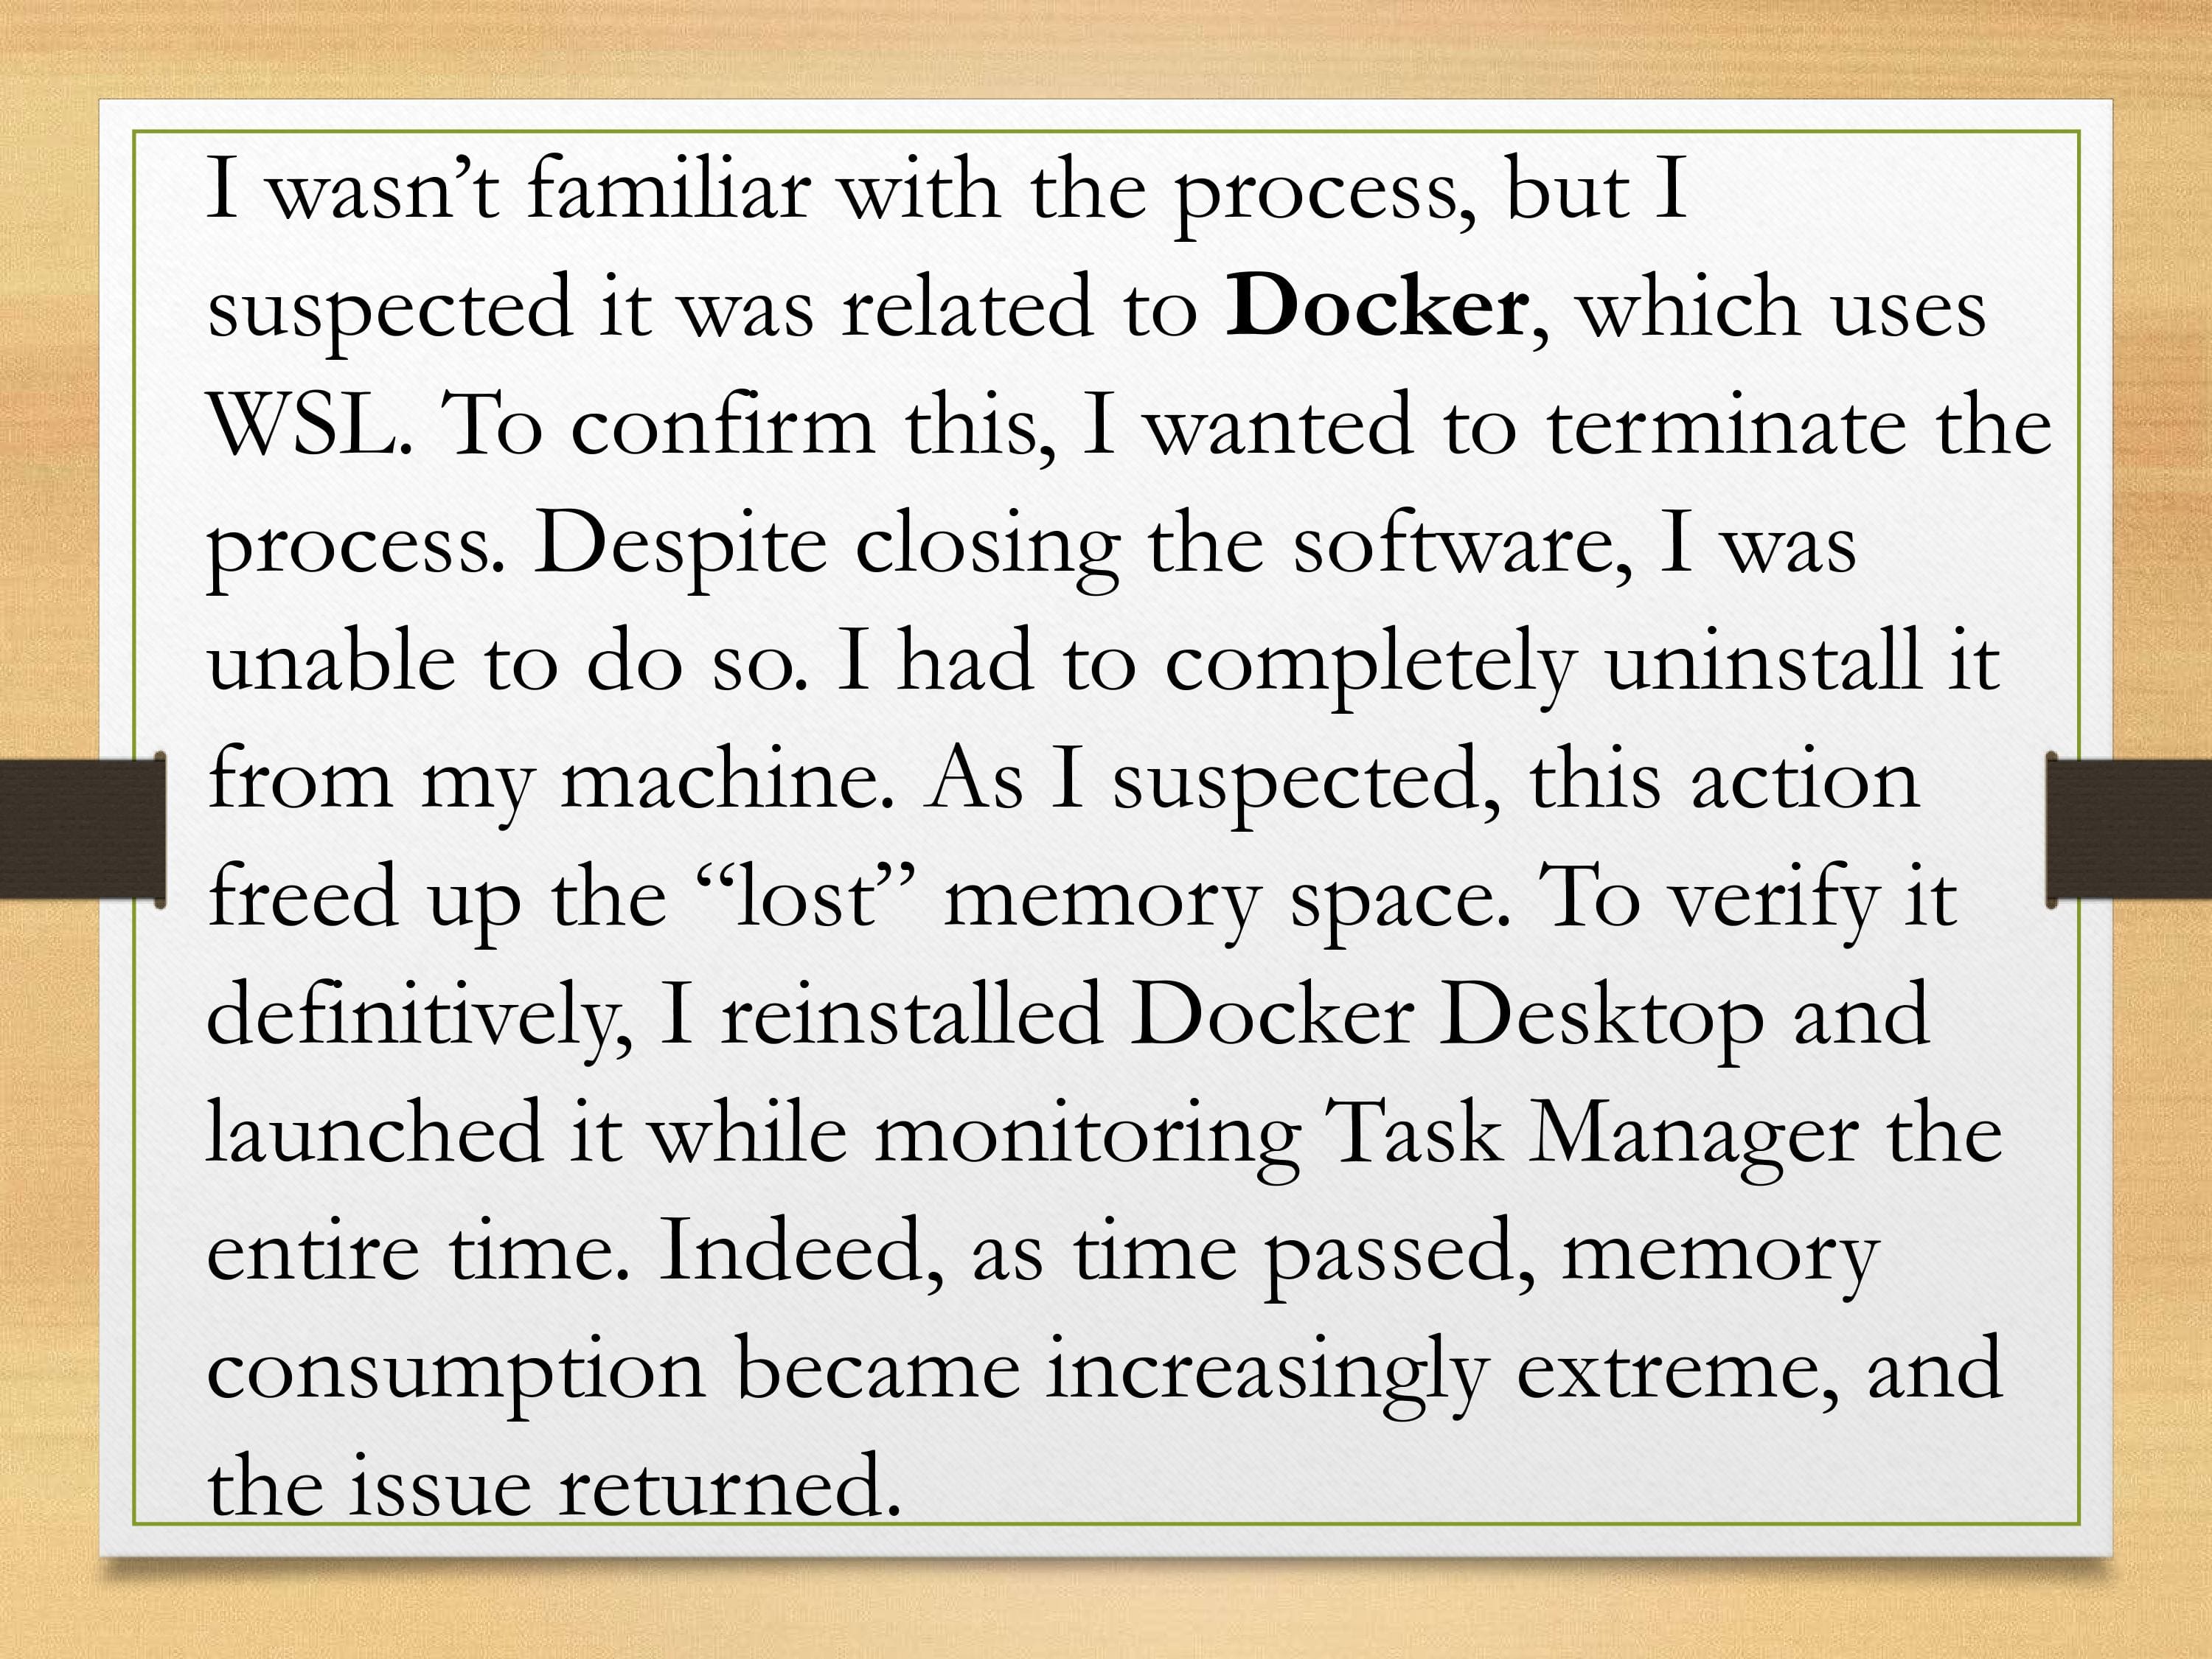 I wasn’t familiar with the process, but I
suspected it was related to Docker, which uses
WSL. To confirm this, I wanted to terminate the
process. Despite closing the software, I was
unable to do so. I had to completely uninstall it
from my machine. As I suspected, this action
freed up the “lost” memory space. To verify it
definitively, I reinstalled Docker Desktop and
launched it while monitoring Task Manager the
entire time. Indeed, as time passed, memory
consumption became increasingly extreme, and
the issue returned.